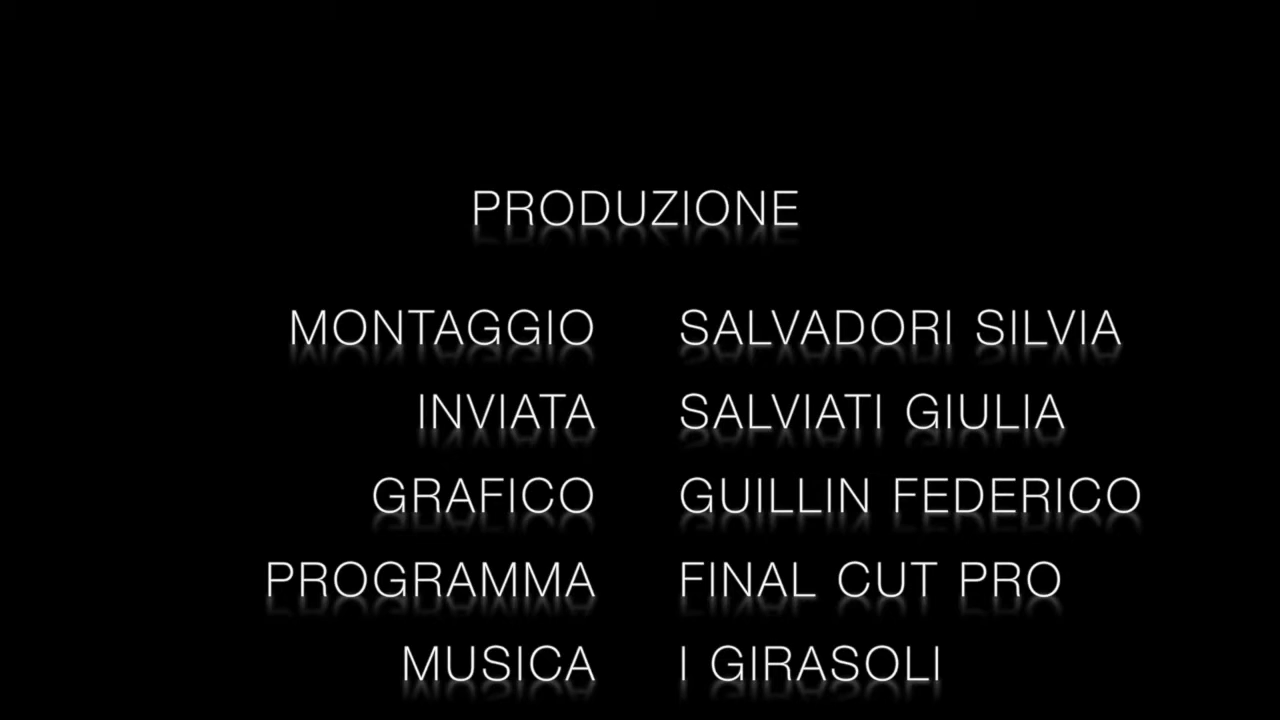 PRODUZIONE
MONTAGGIO SALVADORI SILVIA
INVIATA SALVIATI GIULIA
GRAFICO GUILLIN FEDERICO
PROGRAMMA FINAL CUT PRO
MUSICA I GIRASOLI